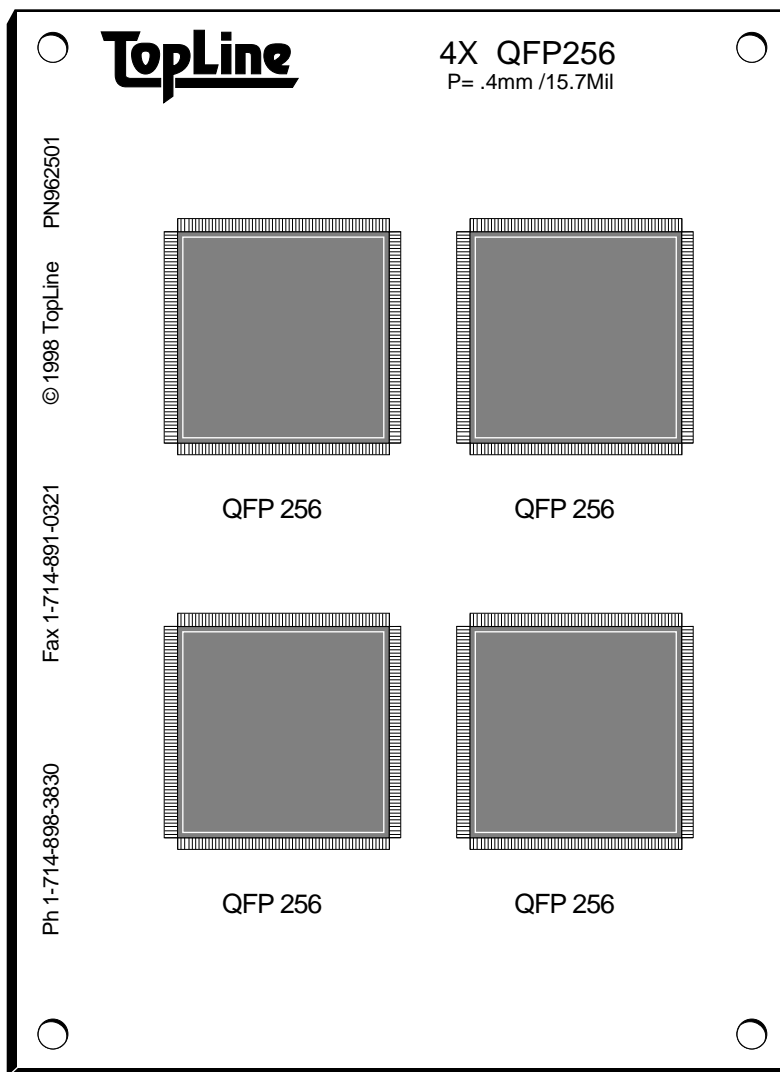 TopLine
4X QFP256
P= .4mm /15.7Mil
PN962501
© 1998 TopLine
Fax 1-714-891-0321
Ph 1-714-898-3830
QFP 256
QFP 256
QFP 256
QFP 256